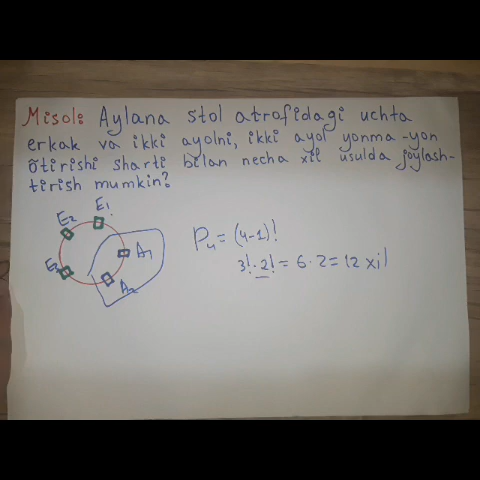 Misol: Aylana stol atrofidagi uchta
erkak va ikki ayolni, ikki ayol yonma-yon
õtirishi sharti bilan necha xil usulda joylash-
tirish mumkin?
E1
E2
E3
A1
A2
P4 = (4-1)!
3!·2! = 6·2 = 12 xil